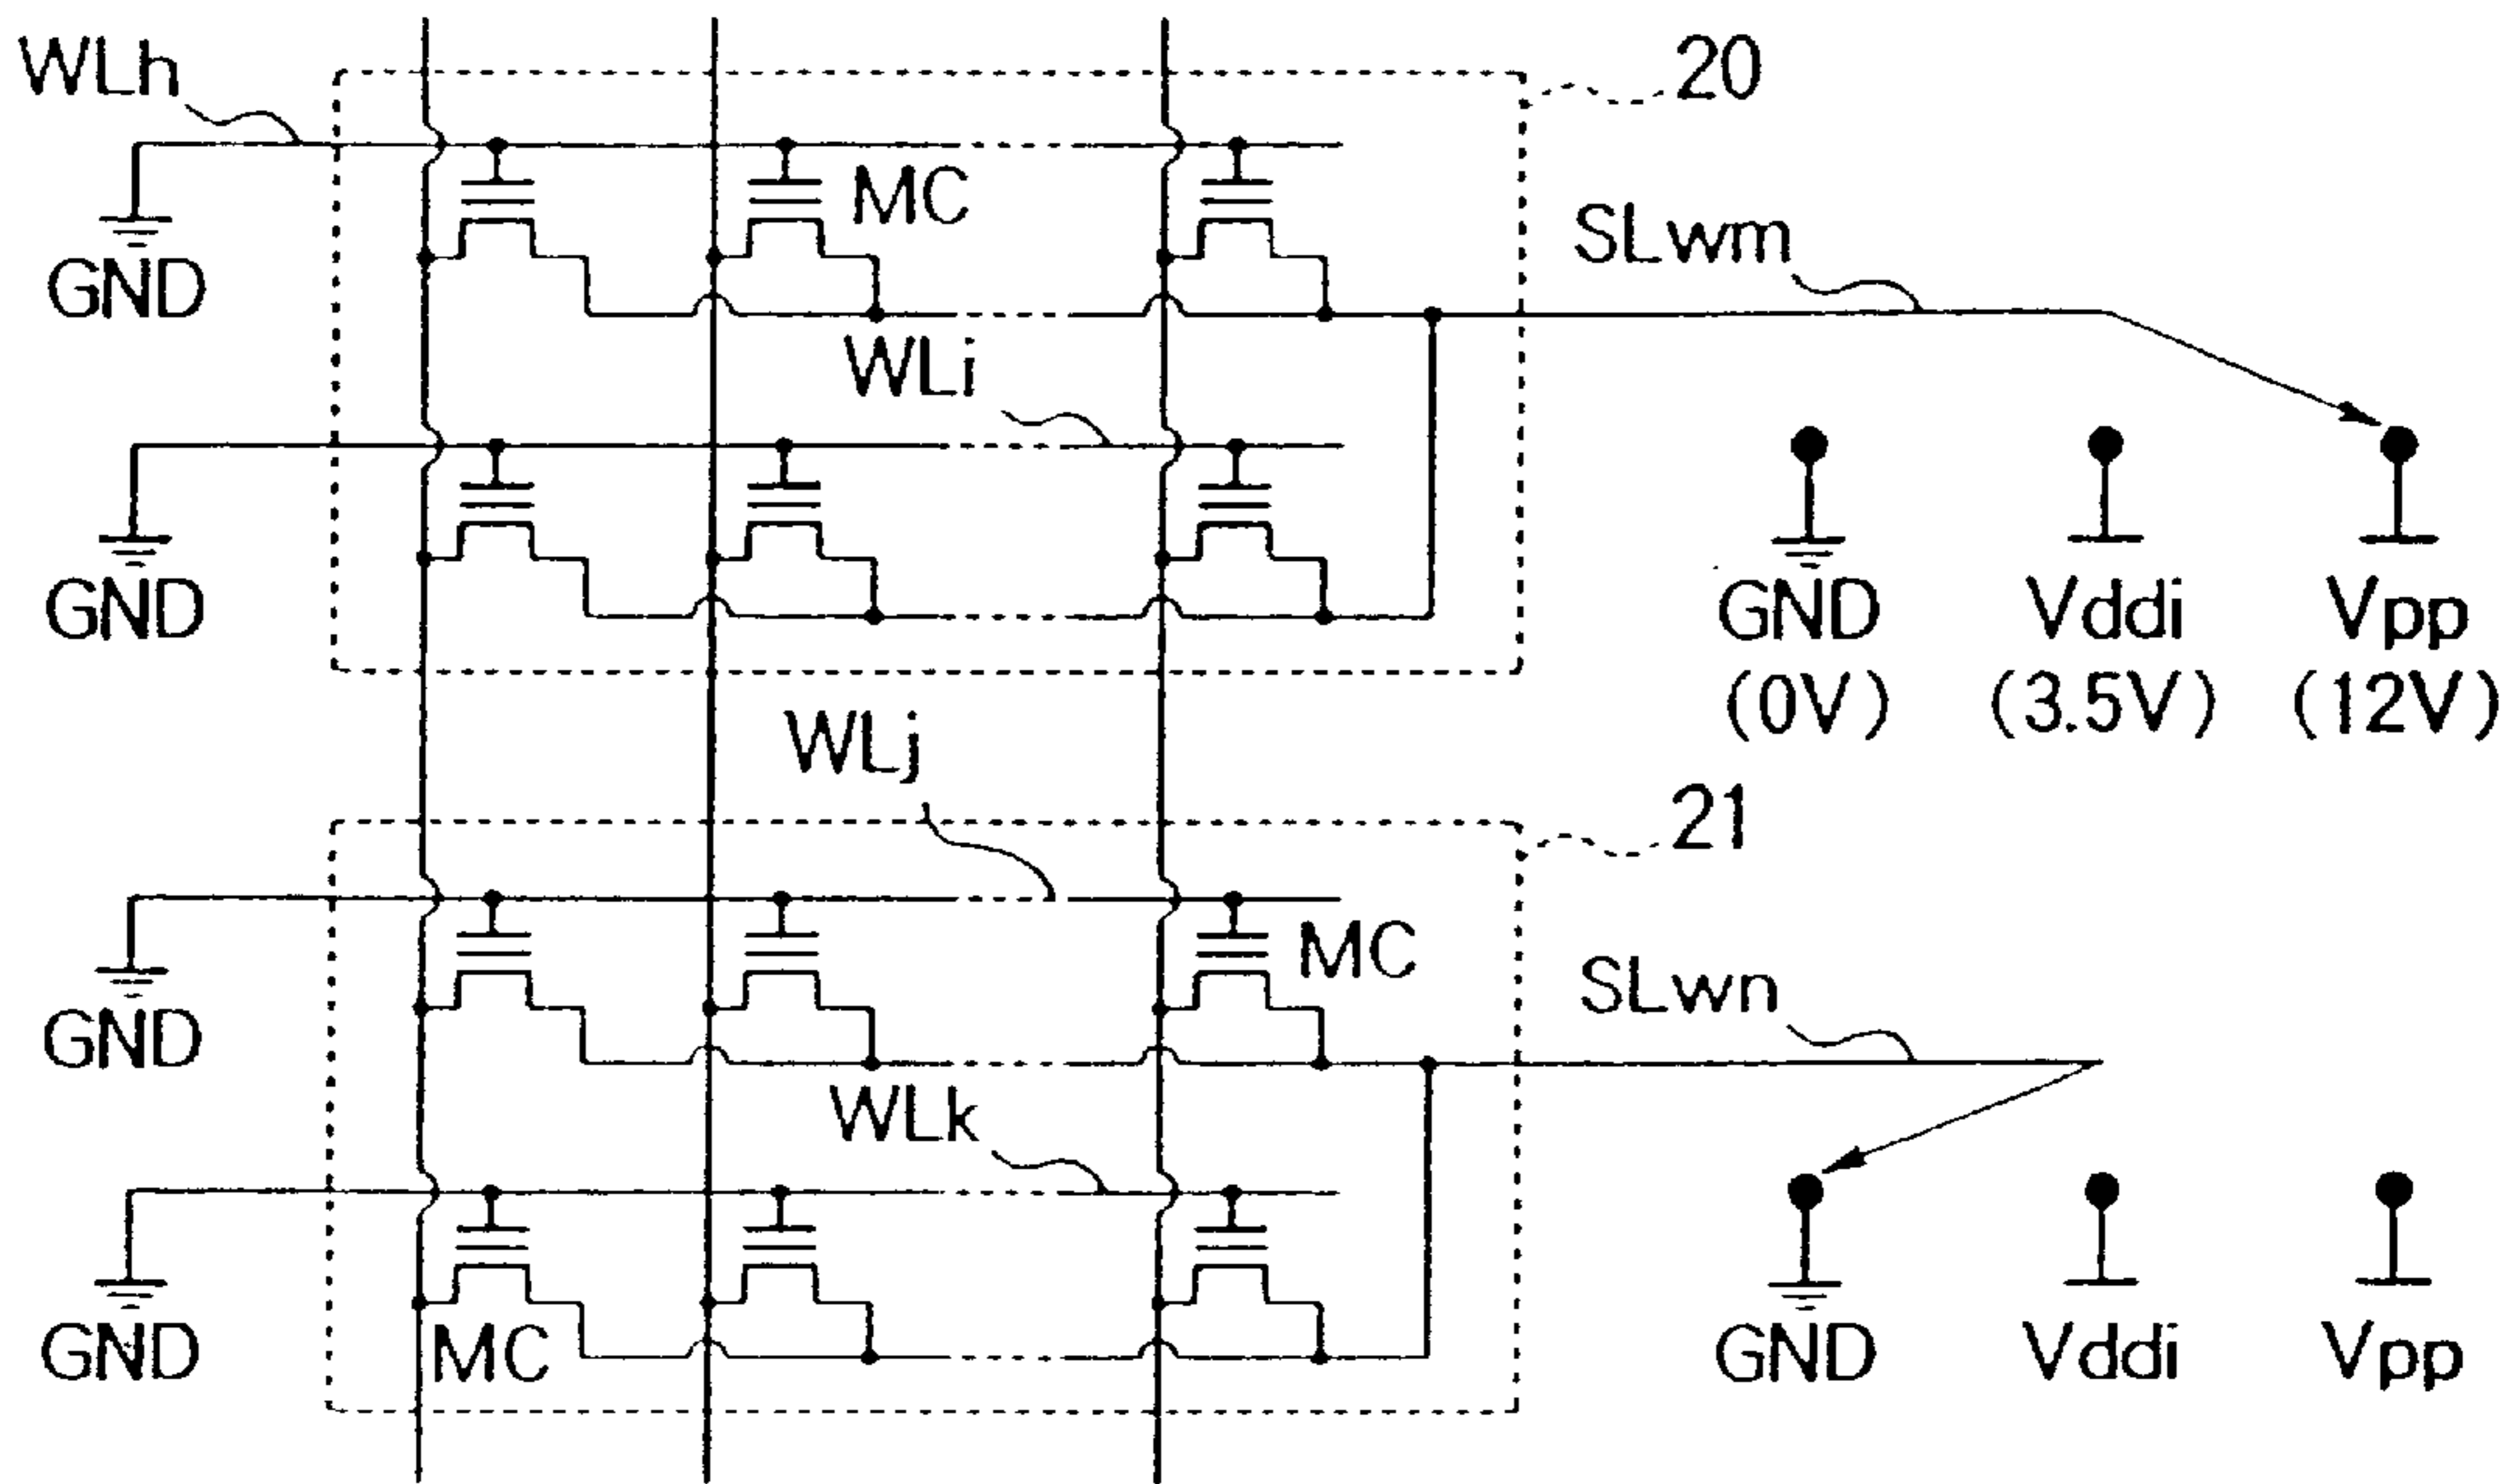 WLh
20
MC
GND
SLwm
WLi
GND
GND
Vddi
Vpp
(0V)
(3.5V)
(12V)
WLj
21
MC
GND
SLwn
WLk
GND
MC
GND
Vddi
Vpp